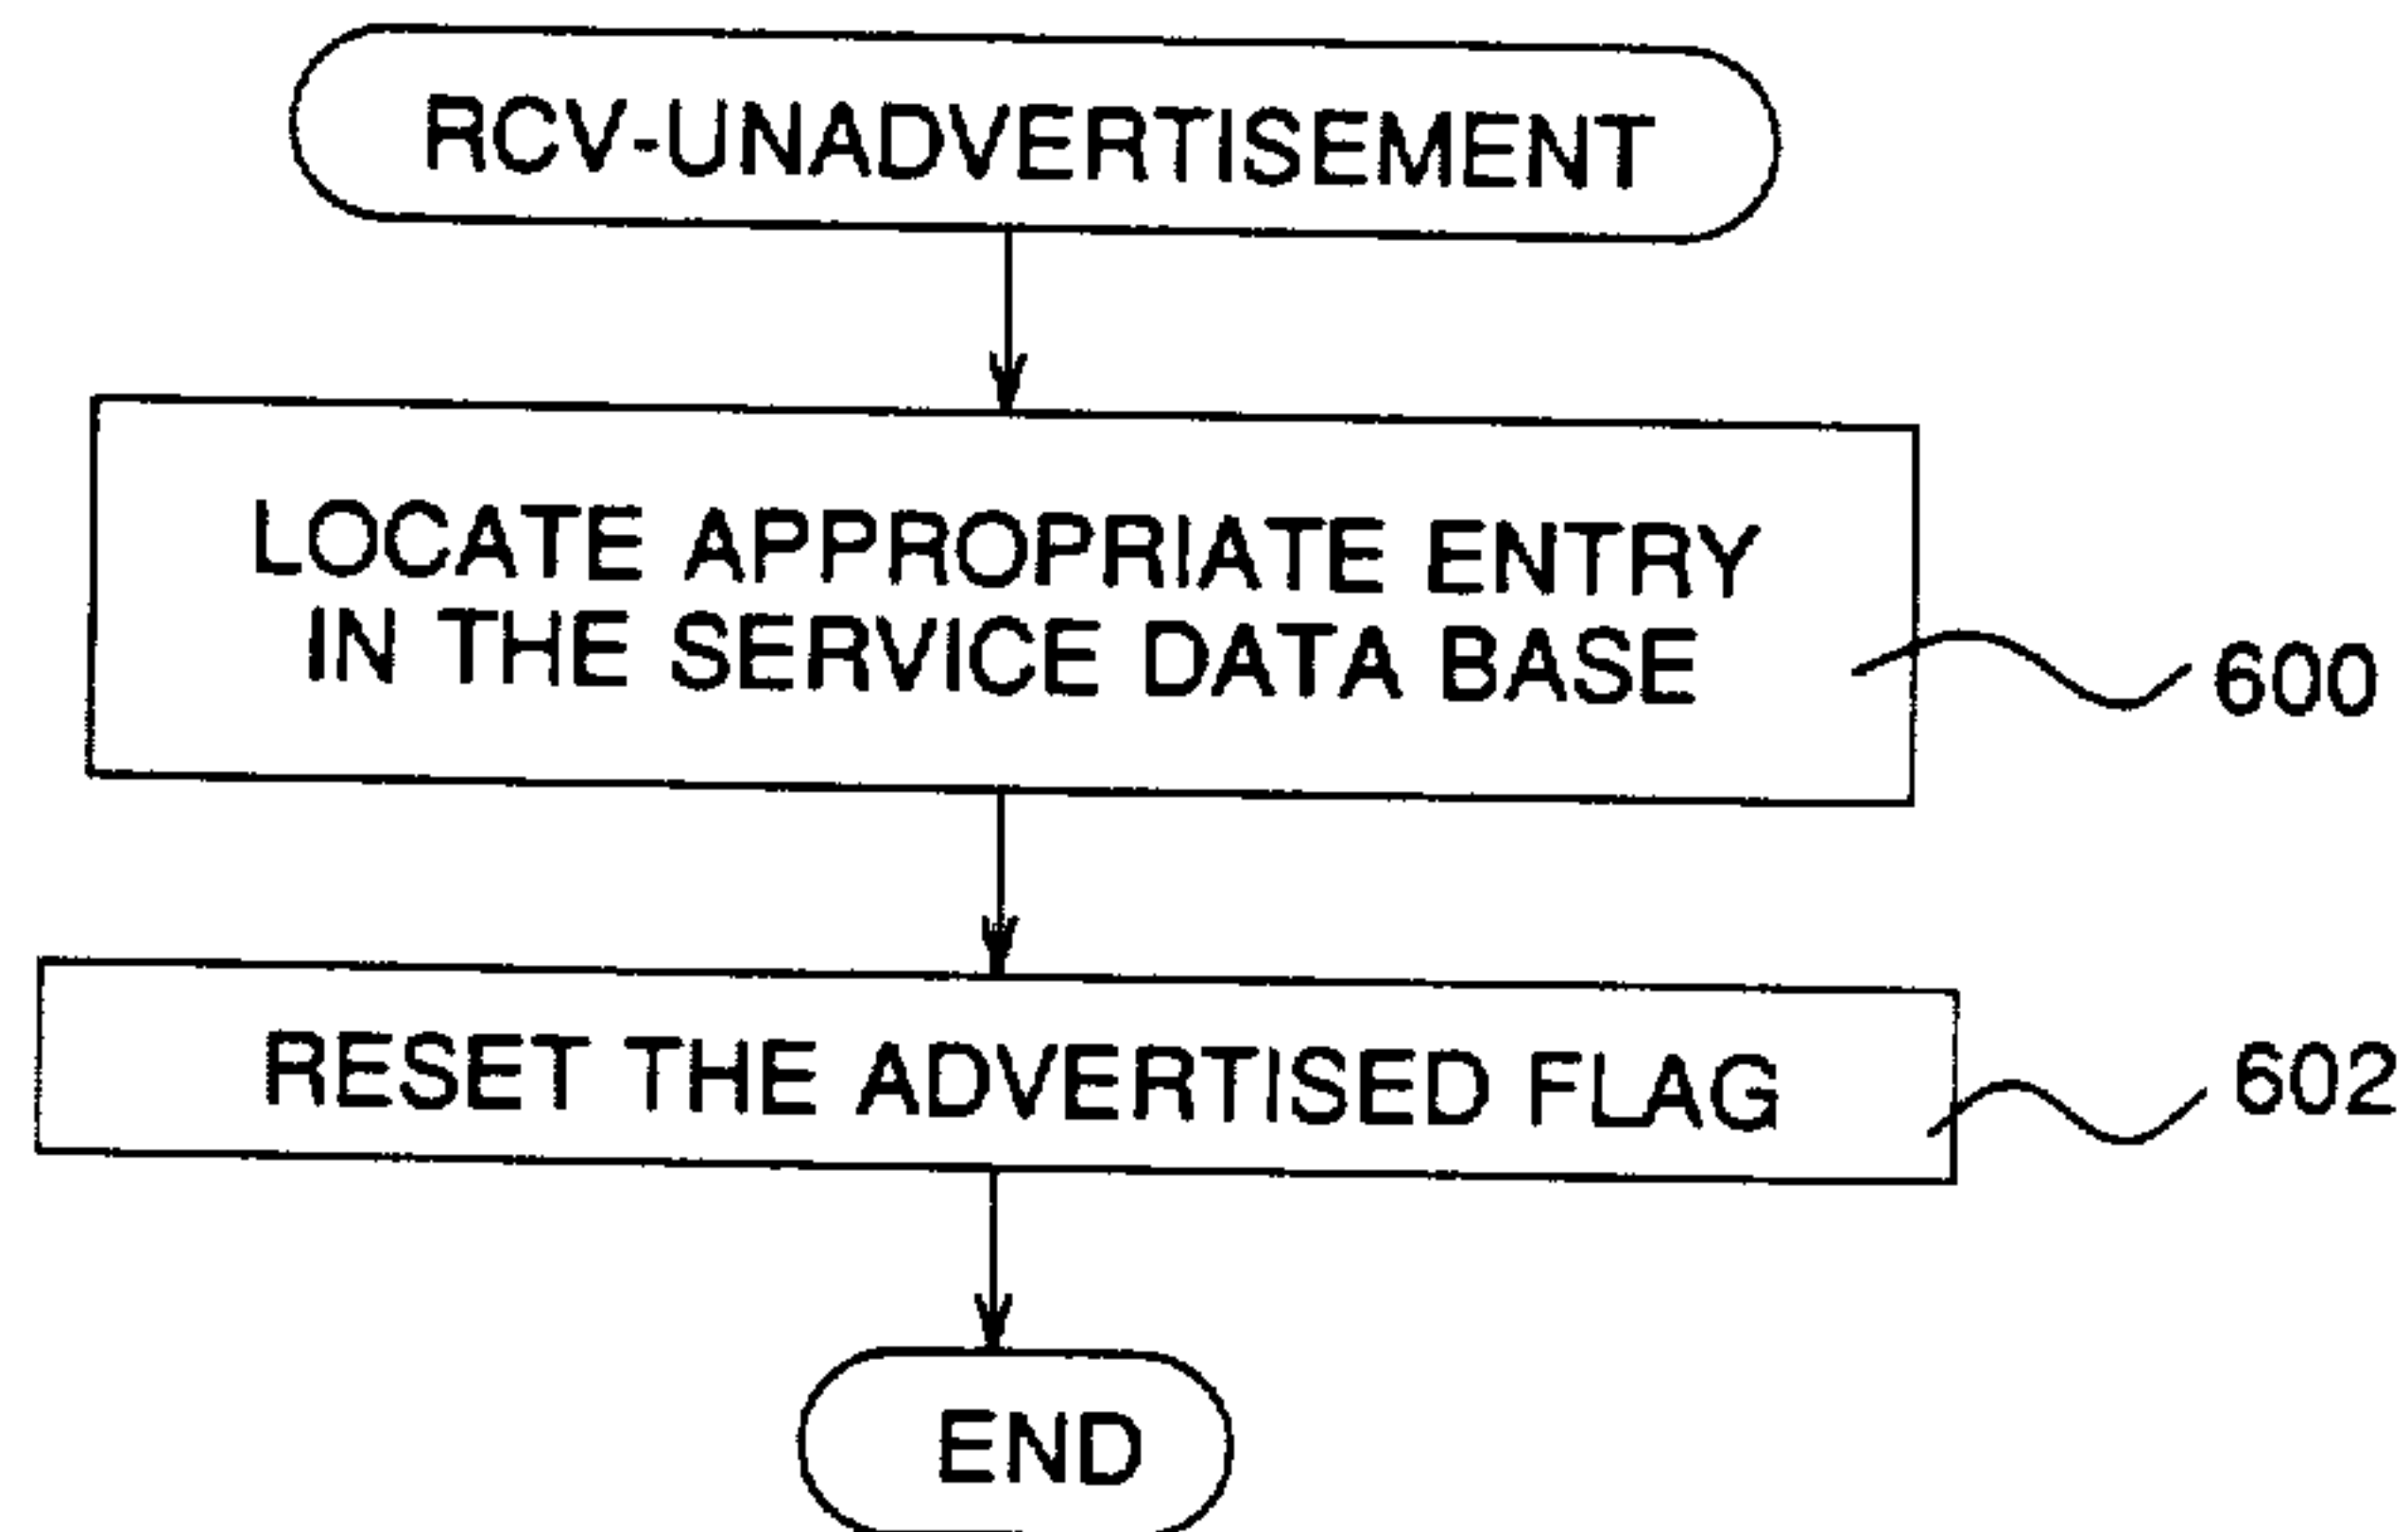 RCV-UNADVERTISEMENT
LOCATE APPROPRIATE ENTRY
IN THE SERVICE DATA BASE
600
RESET THE ADVERTISED FLAG
602
END